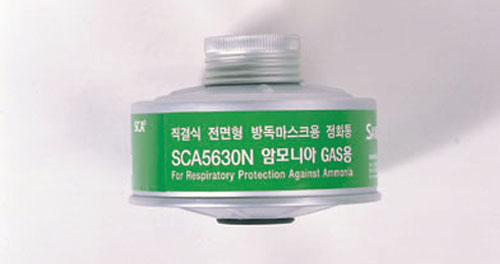 SCA
직결식 전면형 방독마스크용 정화통
SCA5630N 암모니아 GAS용
For Respiratory Protection Against Ammonia